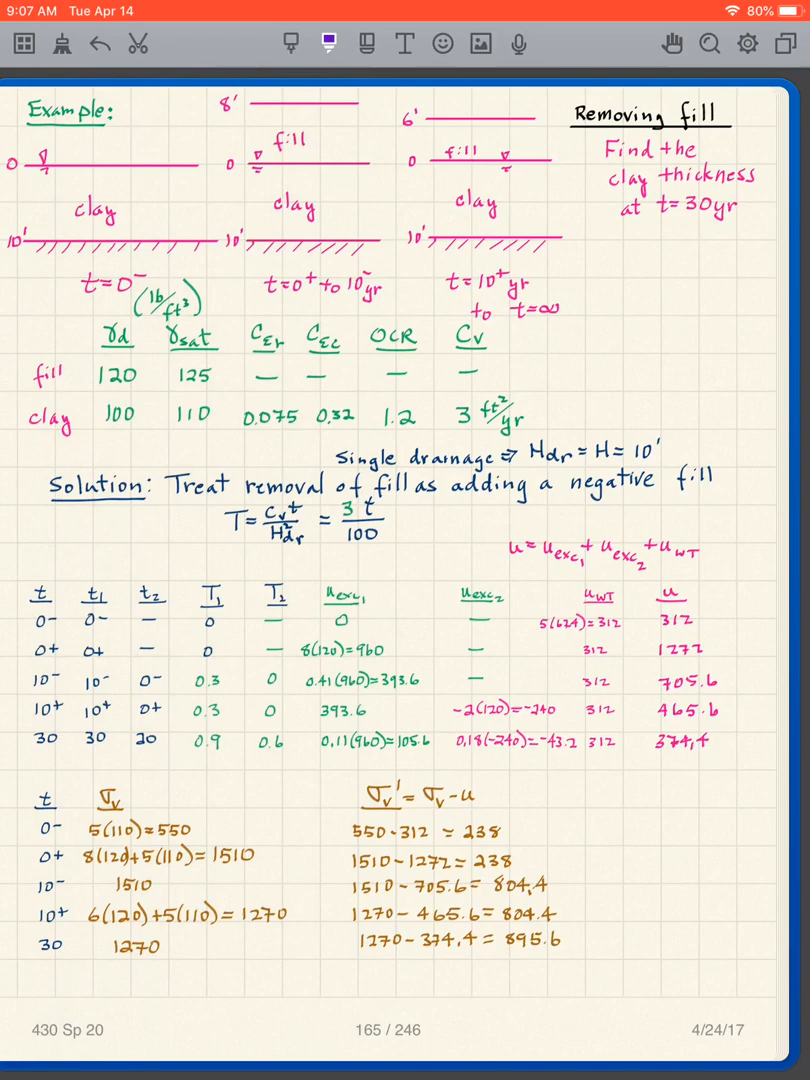 9:07 AM Tue Apr 14 80%
Example: 8' 6' Removing fill
0 0 fill 0 fill Find the
clay clay clay clay thickness
at t=30yr
10' 10' 10'
t=0⁻ t=0⁺ to 10⁻yr t=10⁺yr
to t=∞
(lb/ft³)
γd γsat CεR Cεc OCR Cv
fill 120 125 — — — —
clay 100 110 0.075 0.32 1.2 3 ft²/yr
Single drainage ⇒ Hdr = H = 10'
Solution: Treat removal of fill as adding a negative fill
T = Cvt/H²dr = 3t/100
u = uexc₁ + uexc₂ + uWT
t t1 t2 T1 T2 uexc₁ uexc₂ uWT u
0- 0- — 0 — 0 — 5(624)=312 312
0+ 0+ — 0 — 8(120)=960 — 312 1272
10- 10- 0- 0.3 0 0.41(960)=393.6 — 312 705.6
10+ 10+ 0+ 0.3 0 393.6 -2(120)=-240 312 465.6
30 30 20 0.9 0.6 0.11(960)=105.6 0.18(-240)=-43.2 312 374.4
t σv σv' = σv-u
0- 5(110)=550 550-312 = 238
0+ 8(120)+5(110)=1510 1510-1272=238
10- 1510 1510-705.6=804.4
10+ 6(120)+5(110)=1270 1270-465.6=804.4
30 1270 1270-374.4=895.6
430 Sp 20 165 / 246 4/24/17